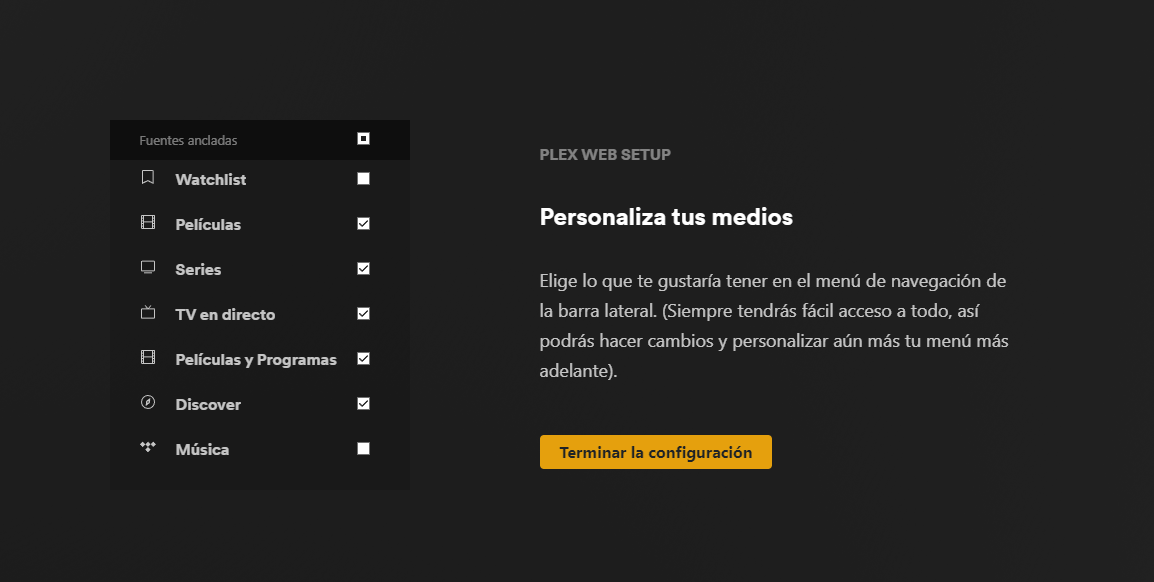 Fuentes ancladas
Watchlist
Películas
Series
TV en directo
Películas y Programas
Discover
Música
PLEX WEB SETUP
Personaliza tus medios
Elige lo que te gustaría tener en el menú de navegación de
la barra lateral. (Siempre tendrás fácil acceso a todo, así
podrás hacer cambios y personalizar aún más tu menú más
adelante).
Terminar la configuración